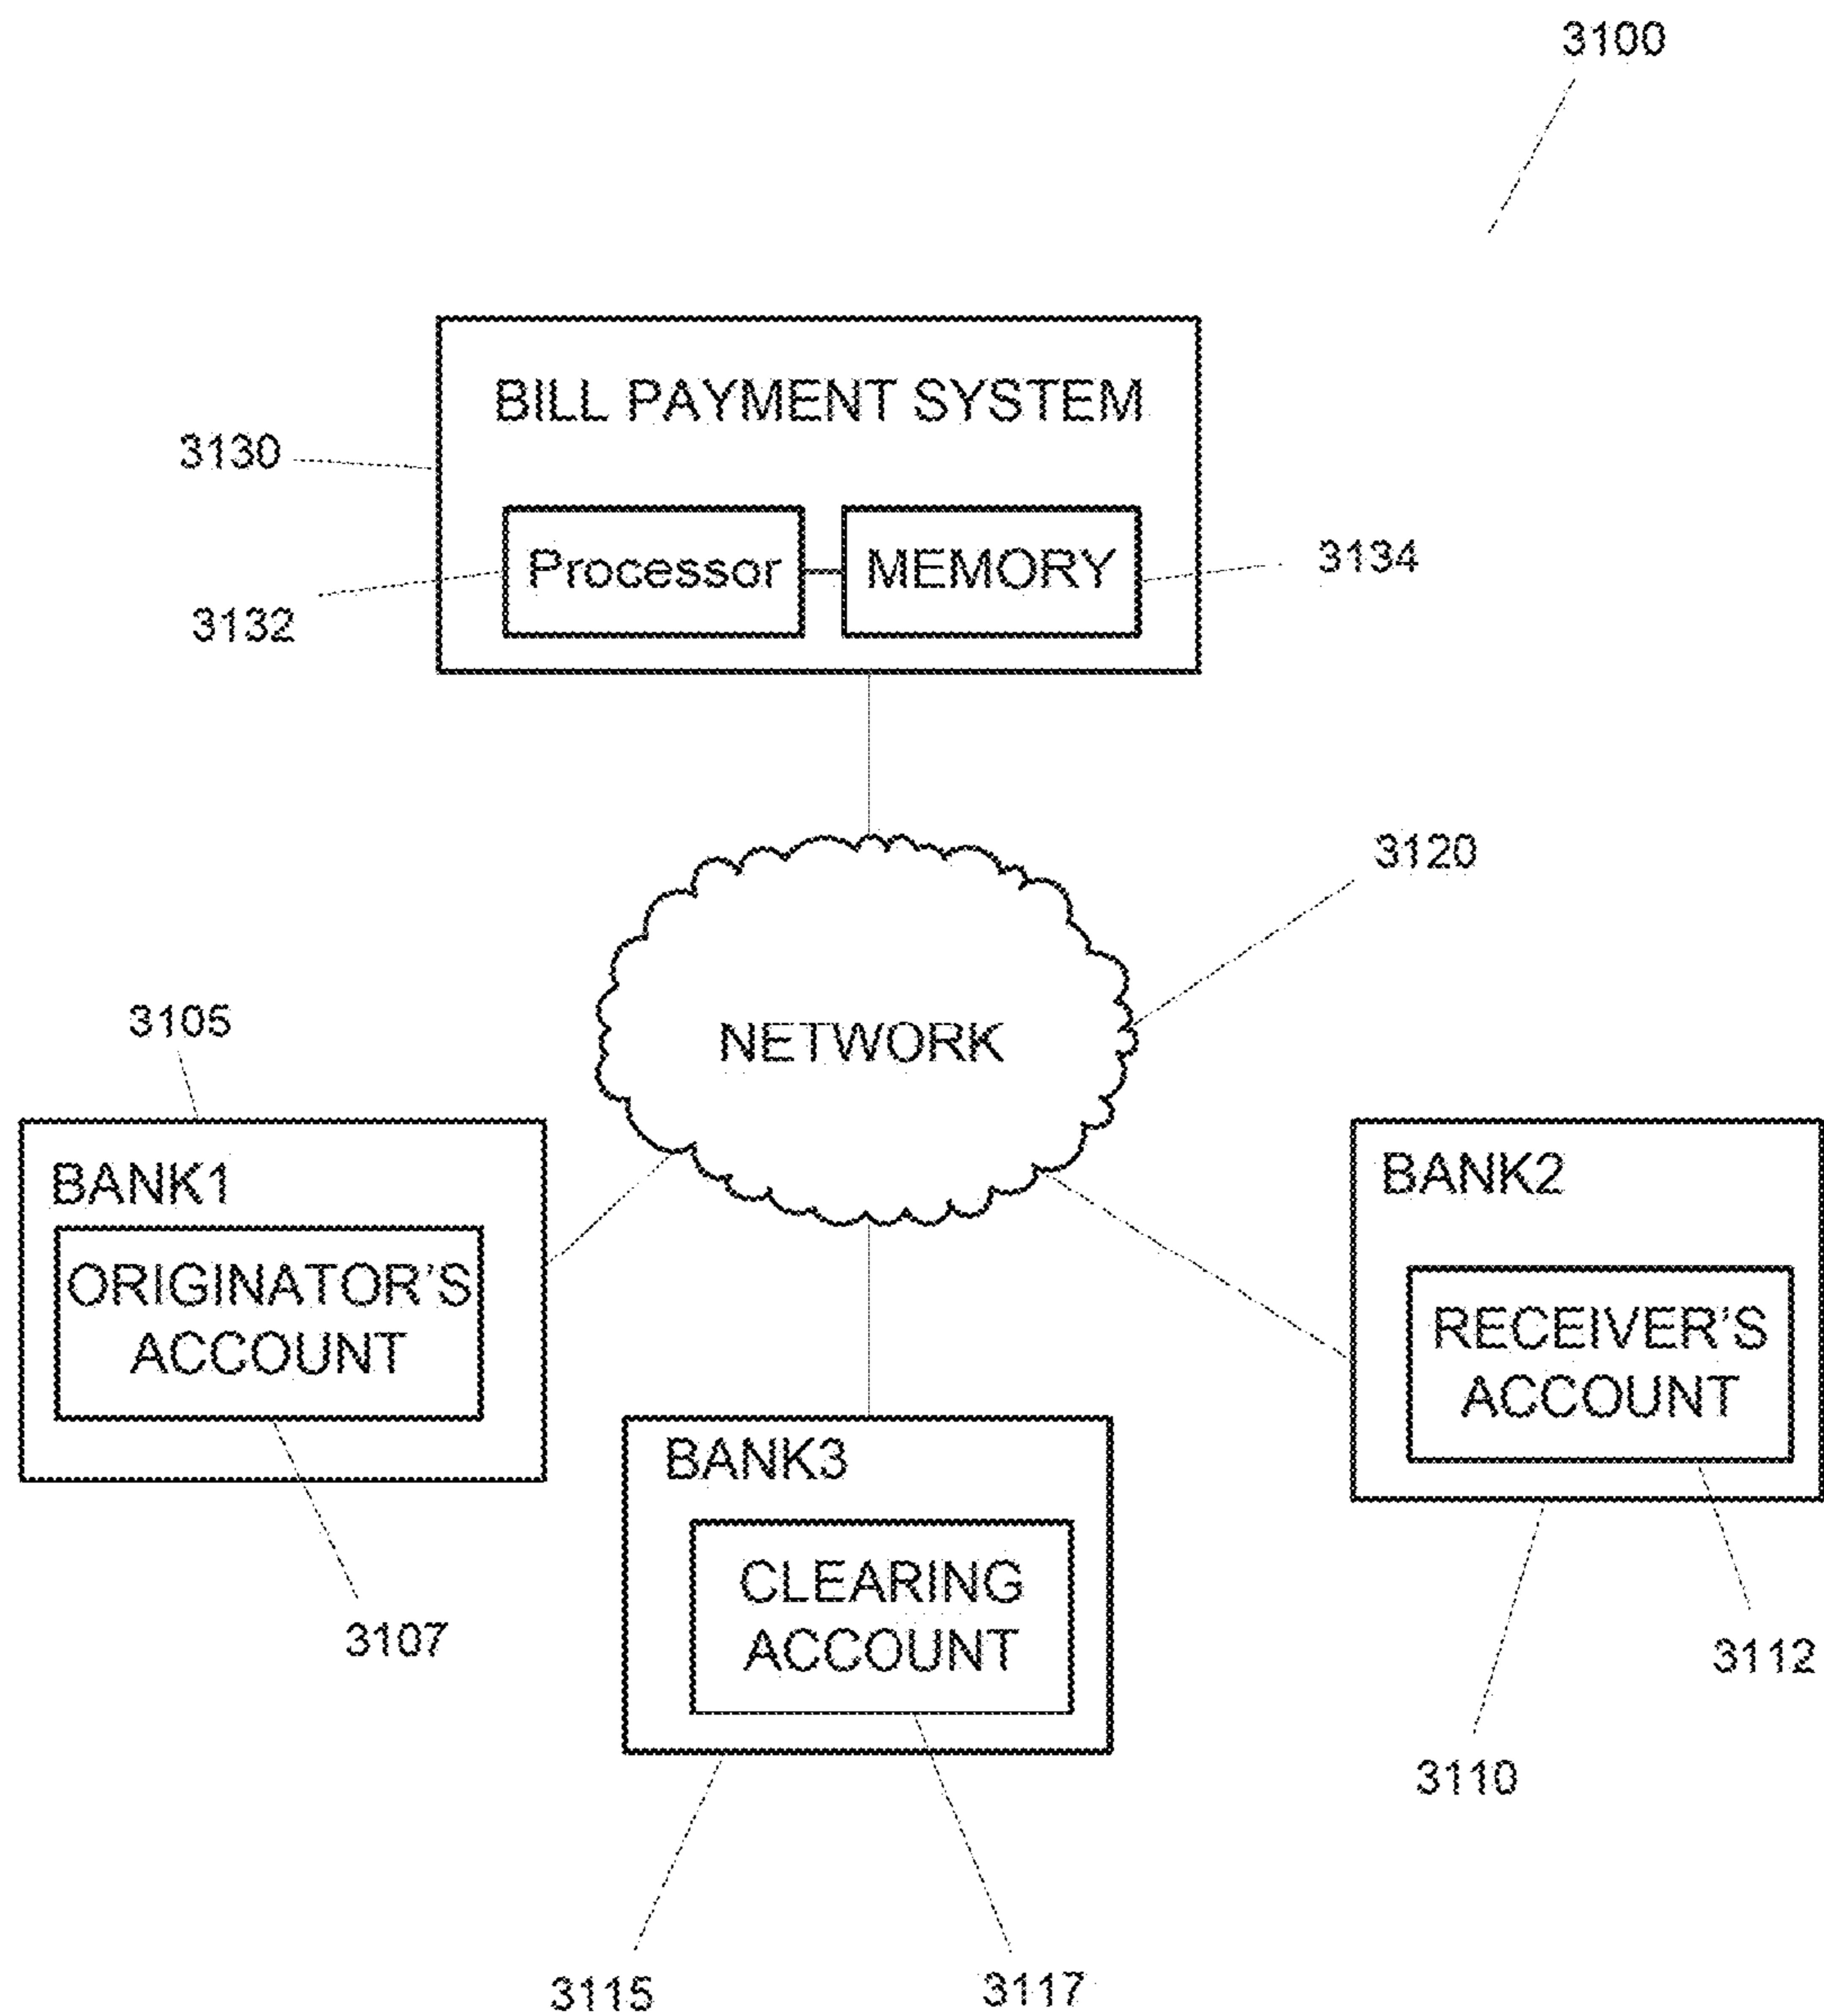 3100
BILL PAYMENT SYSTEM
3130
Processor
MEMORY
3134
3132
3120
NETWORK
3105
BANK1
ORIGINATOR'S
ACCOUNT
BANK2
RECEIVER'S
ACCOUNT
BANK3
CLEARING
ACCOUNT
3107
3112
3110
3115
3117